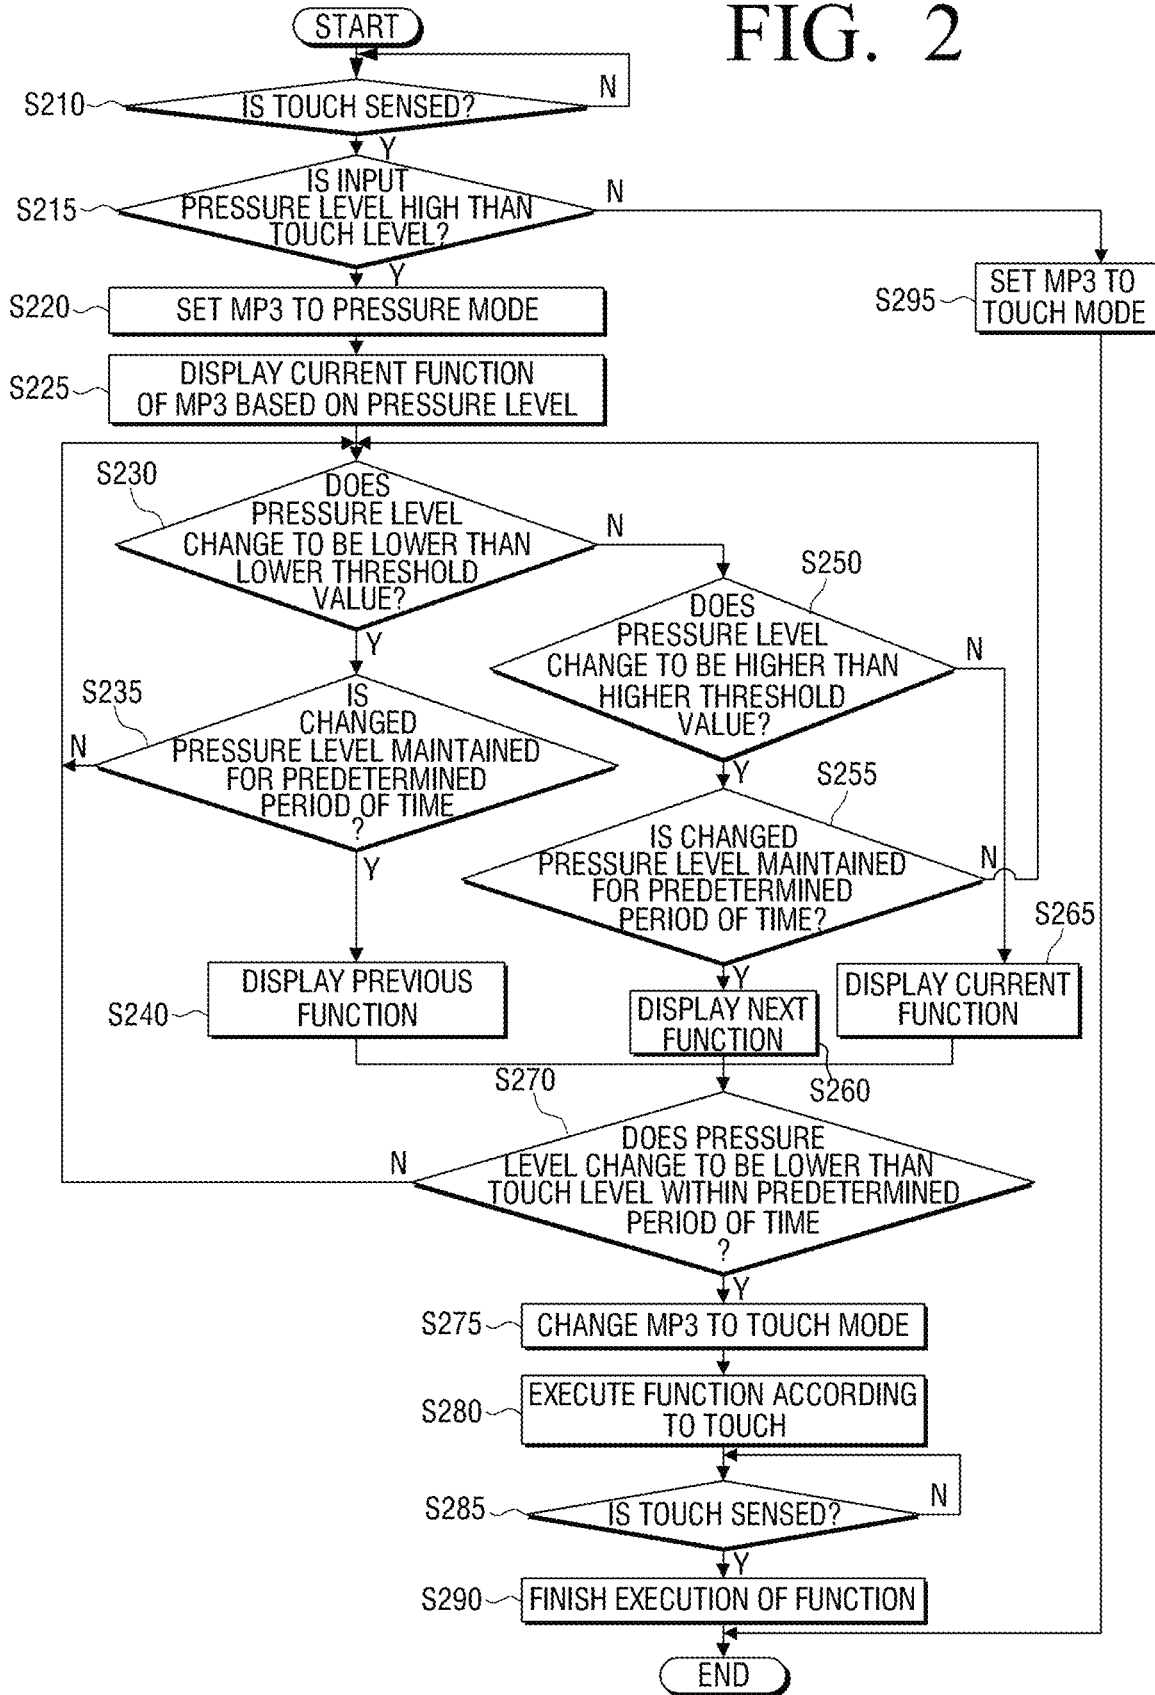 FIG. 2
START
N
S210
IS TOUCH SENSED?
Y
S215
IS INPUT
PRESSURE LEVEL HIGH THAN
TOUCH LEVEL?
N
Y
S220
SET MP3 TO PRESSURE MODE
S295
SET MP3 TO
TOUCH MODE
S225
DISPLAY CURRENT FUNCTION
OF MP3 BASED ON PRESSURE LEVEL
S230
DOES
PRESSURE LEVEL
CHANGE TO BE LOWER THAN
LOWER THRESHOLD
VALUE?
N
Y
S250
DOES
PRESSURE LEVEL
CHANGE TO BE HIGHER THAN
HIGHER THRESHOLD
VALUE?
N
Y
S235
IS
CHANGED
PRESSURE LEVEL MAINTAINED
FOR PREDETERMINED
PERIOD OF TIME
?
N
Y
S255
IS CHANGED
PRESSURE LEVEL MAINTAINED
FOR PREDETERMINED
PERIOD OF TIME?
N
Y
S240
DISPLAY PREVIOUS
FUNCTION
DISPLAY NEXT
FUNCTION
S260
S265
DISPLAY CURRENT
FUNCTION
S270
DOES PRESSURE
LEVEL CHANGE TO BE LOWER THAN
TOUCH LEVEL WITHIN PREDETERMINED
PERIOD OF TIME
?
N
Y
S275
CHANGE MP3 TO TOUCH MODE
S280
EXECUTE FUNCTION ACCORDING
TO TOUCH
S285
IS TOUCH SENSED?
N
Y
S290
FINISH EXECUTION OF FUNCTION
END